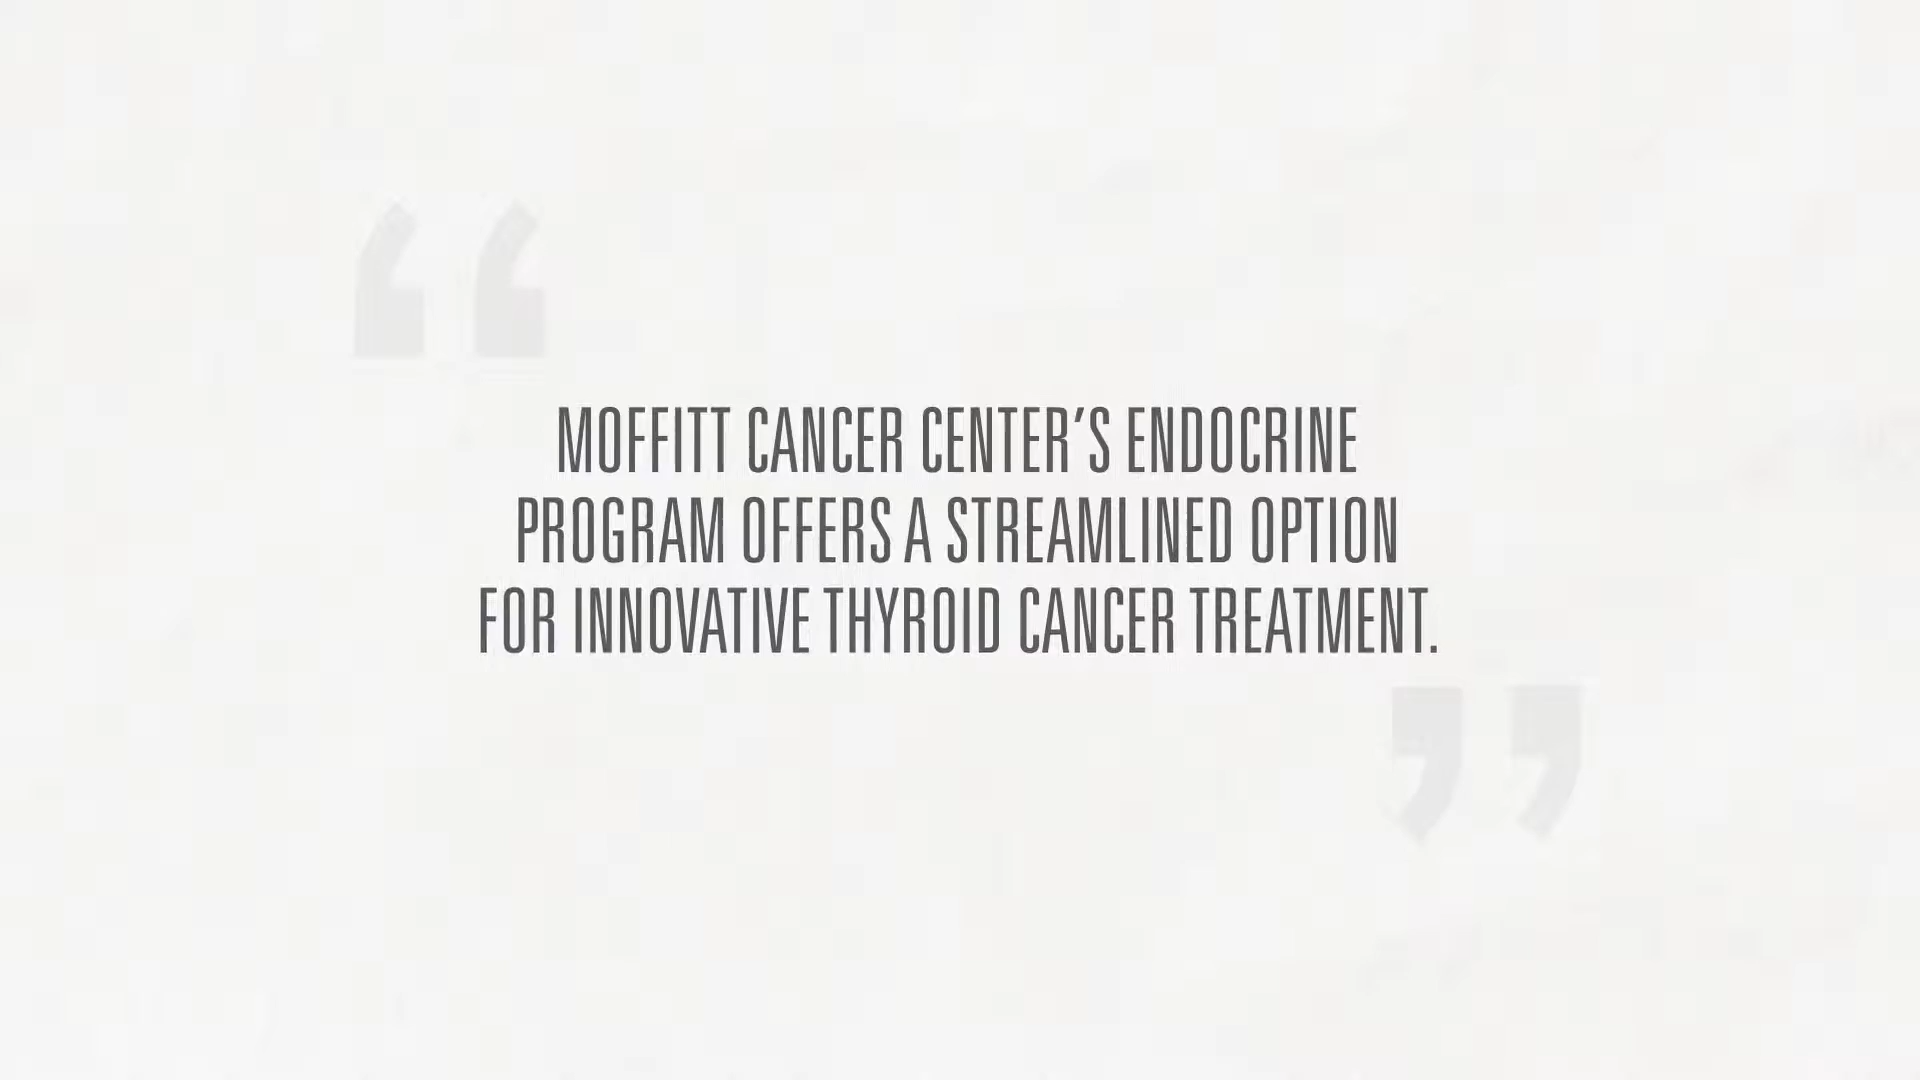 “
MOFFITT CANCER CENTER’S ENDOCRINE
PROGRAM OFFERS A STREAMLINED OPTION
FOR INNOVATIVE THYROID CANCER TREATMENT.
”